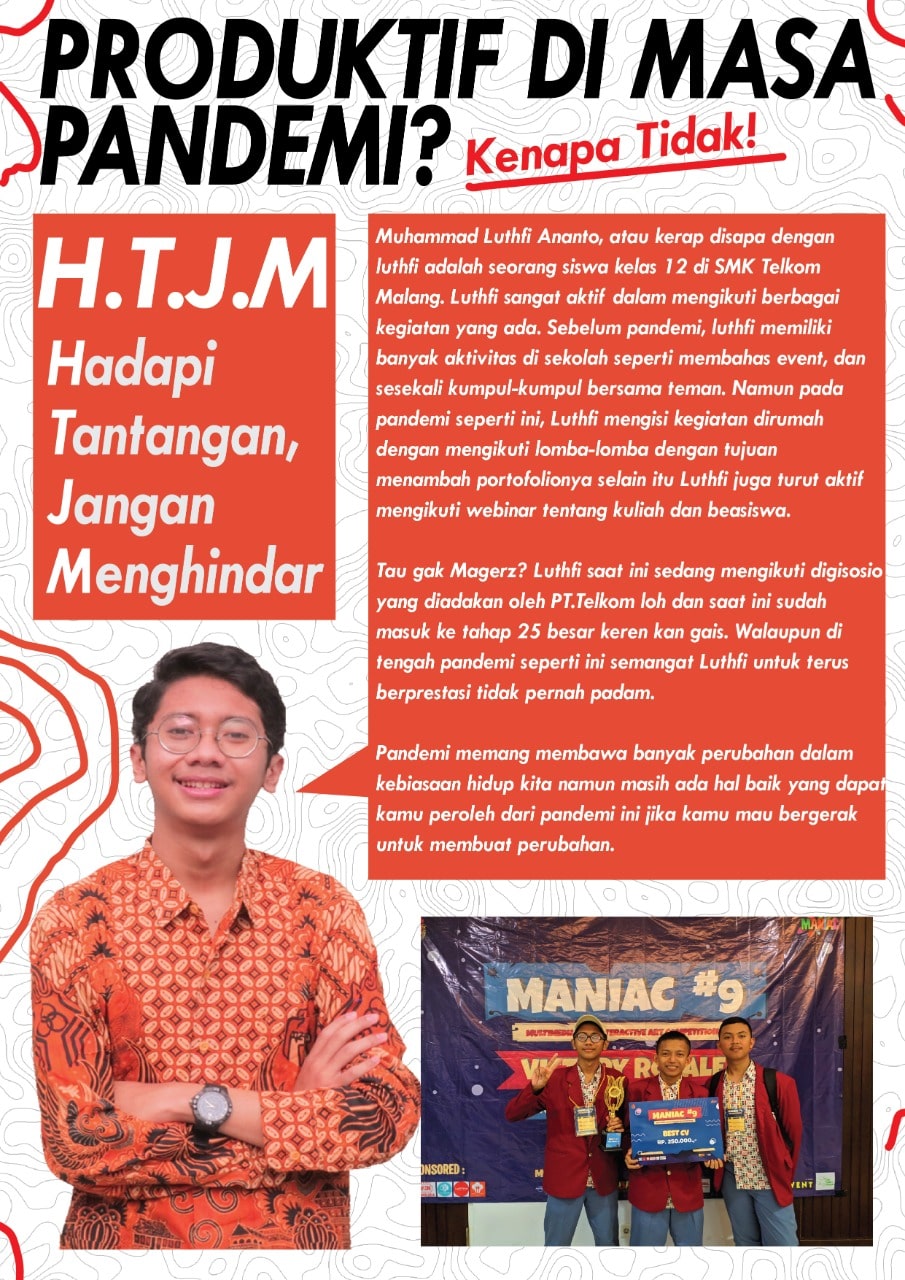 PRODUKTIF DI MASA
PANDEMI? Kenapa Tidak!
H.T.J.M
Hadapi
Tantangan,
Jangan
Menghindar
Muhammad Luthfi Ananto, atau kerap disapa dengan
luthfi adalah seorang siswa kelas 12 di SMK Telkom
Malang. Luthfi sangat aktif dalam mengikuti berbagai
kegiatan yang ada. Sebelum pandemi, luthfi memiliki
banyak aktivitas di sekolah seperti membahas event, dan
sesekali kumpul-kumpul bersama teman. Namun pada
pandemi seperti ini, Luthfi mengisi kegiatan dirumah
dengan mengikuti lomba-lomba dengan tujuan
menambah portofolionya selain itu Luthfi juga turut aktif
mengikuti webinar tentang kuliah dan beasiswa.
Tau gak Magerz? Luthfi saat ini sedang mengikuti digisosio
yang diadakan oleh PT.Telkom loh dan saat ini sudah
masuk ke tahap 25 besar keren kan gais. Walaupun di
tengah pandemi seperti ini semangat Luthfi untuk terus
berprestasi tidak pernah padam.
Pandemi memang membawa banyak perubahan dalam
kebiasaan hidup kita namun masih ada hal baik yang dapat
kamu peroleh dari pandemi ini jika kamu mau bergerak
untuk membuat perubahan.
MANIAC #9
MANIAC #9
BEST CV
RP. 250.000,-